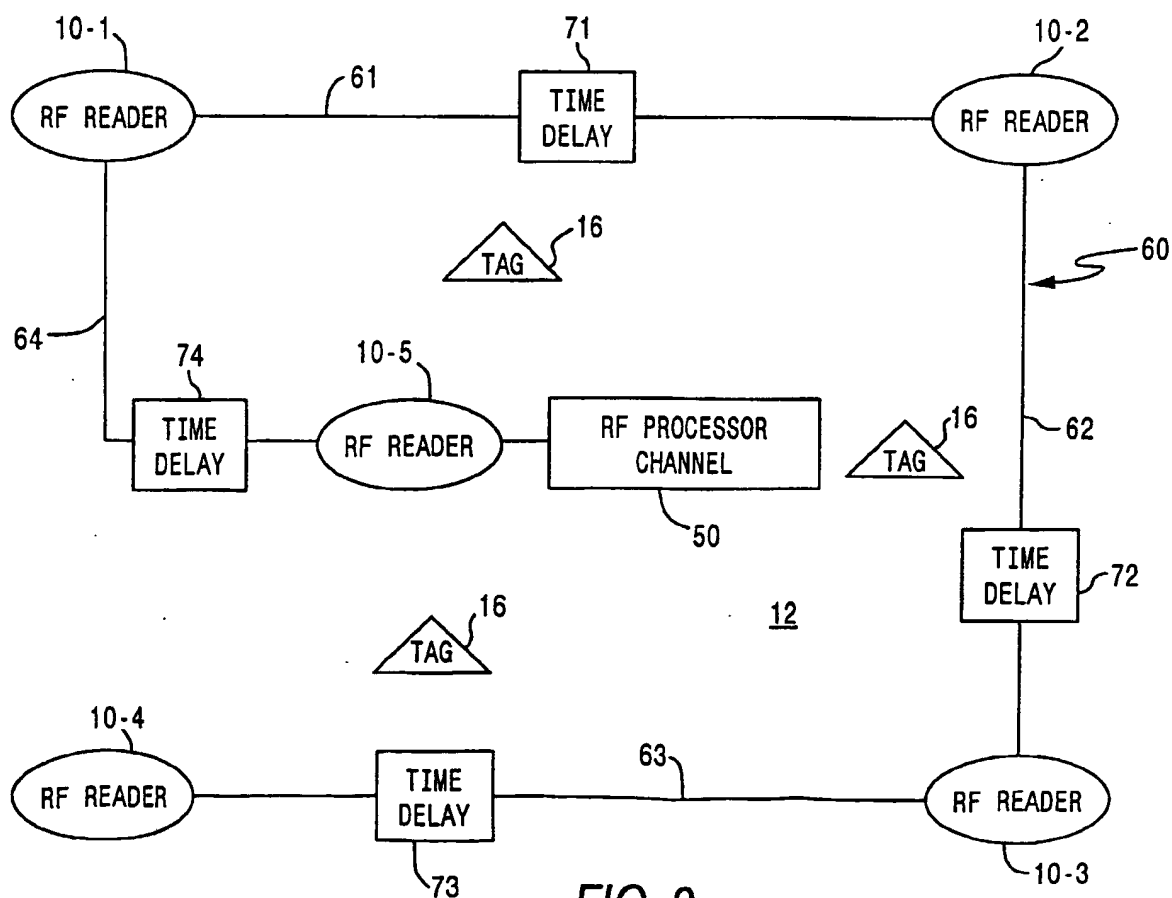 10-1
71
10-2
61
RF READER
TIME
DELAY
RF READER
16
TAG
60
64
74
10-5
TIME
DELAY
RF READER
RF PROCESSOR
CHANNEL
16
TAG
62
50
TIME
DELAY
72
16
TAG
12
10-4
63
RF READER
TIME
DELAY
RF READER
73
10-3